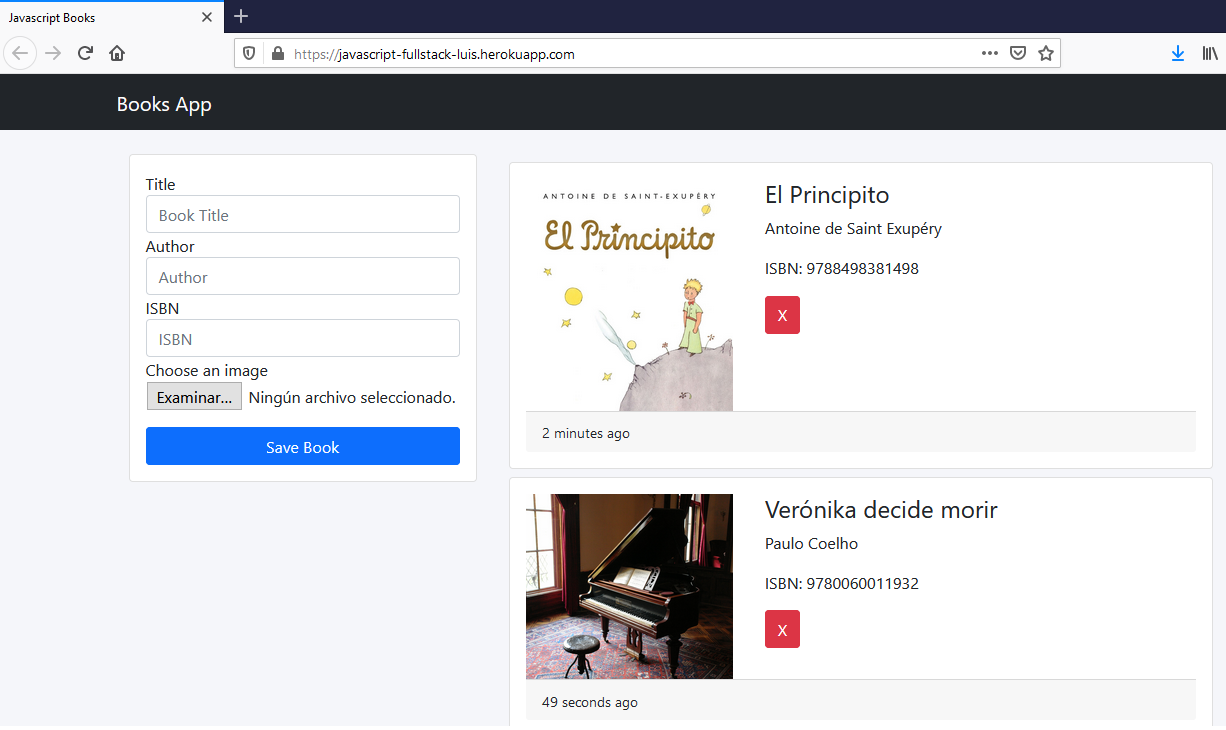 Javascript Books
https://javascript-fullstack-luis.herokuapp.com
Books App
Title
Book Title
Author
Author
ISBN
ISBN
Choose an image
Examinar... Ningún archivo seleccionado.
Save Book
ANTOINE DE SAINT-EXUPÉRY
El Principito
El Principito
Antoine de Saint Exupéry
ISBN: 9788498381498
X
2 minutes ago
Verónika decide morir
Paulo Coelho
ISBN: 9780060011932
X
49 seconds ago